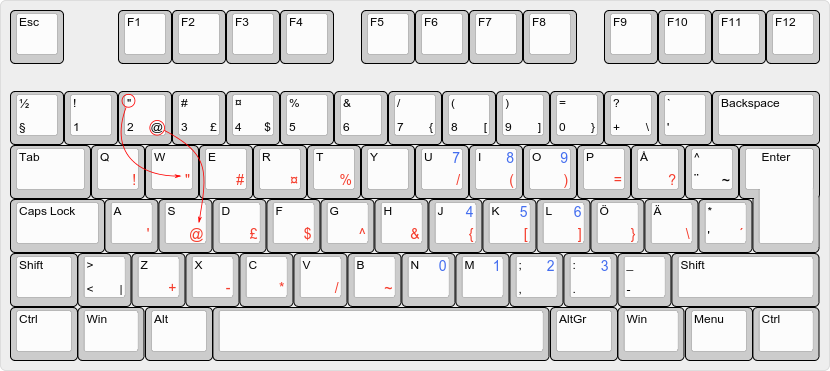 Esc F1 F2 F3 F4 F5 F6 F7 F8 F9 F10 F11 F12
½ ! " # ¤ % & / ( ) = ? ` Backspace
§ 1 2 @ 3 £ 4 $ 5 6 7 { 8 [ 9 ] 0 } + \ '
Tab Q W E R T Y U 7 I 8 O 9 P Å ^ Enter
! " # ¤ % / ( ) = ? ¨ ~
Caps Lock A S D F G H J 4 K 5 L 6 Ö Ä *
' @ £ $ ^ & { [ ] } \ ' ´
Shift > Z X C V B N 0 M 1 ; 2 : 3 _ Shift
< | + - * / ~ , . -
Ctrl Win Alt AltGr Win Menu Ctrl